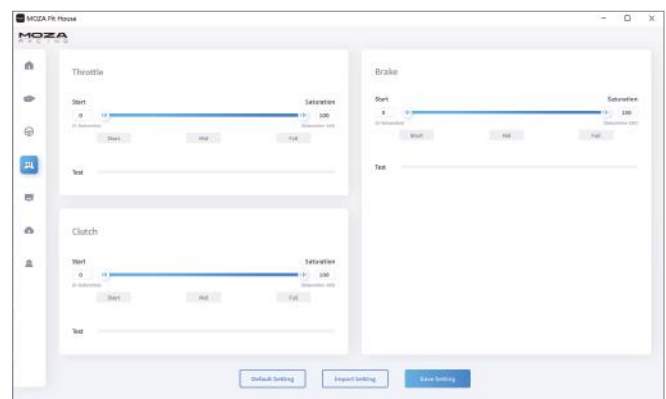 MOZA Pit House
MOZA
RACING
Throttle
Start Saturation
0 100
Start Mid Full
Test
Clutch
Start Saturation
0 100
Start Mid Full
Test
Brake
Start Saturation
0 100
Start Mid Full
Test
Default Setting Import Setting Save Setting